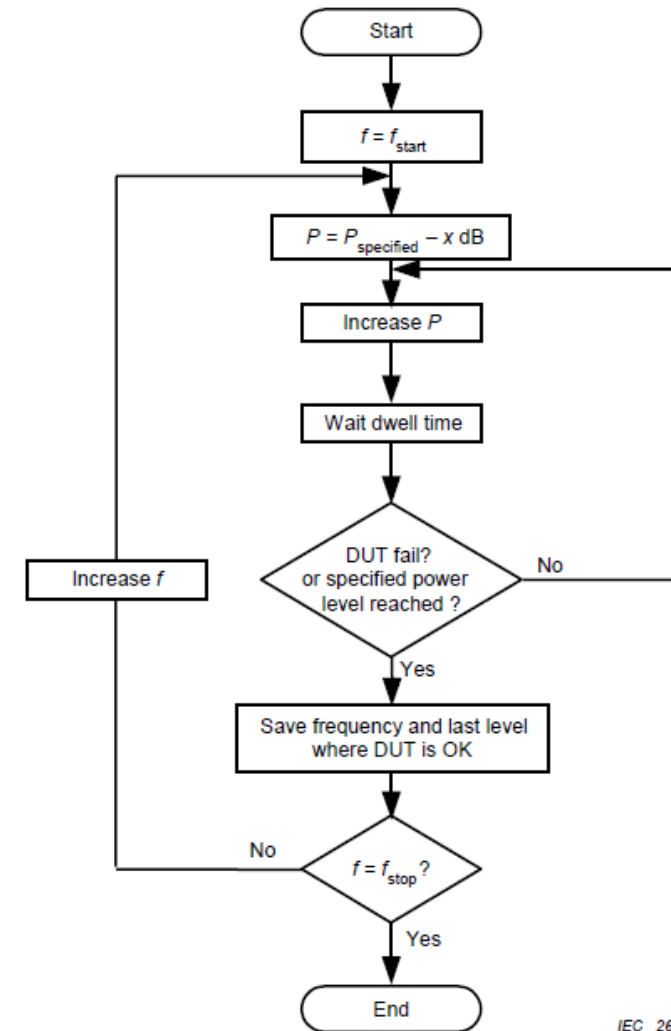 Start
f = fstart
P = Pspecified – x dB
Increase P
Wait dwell time
DUT fail?
or specified power
level reached ?
No
Increase f
Yes
Save frequency and last level
where DUT is OK
No
f = fstop?
Yes
End
IEC 26